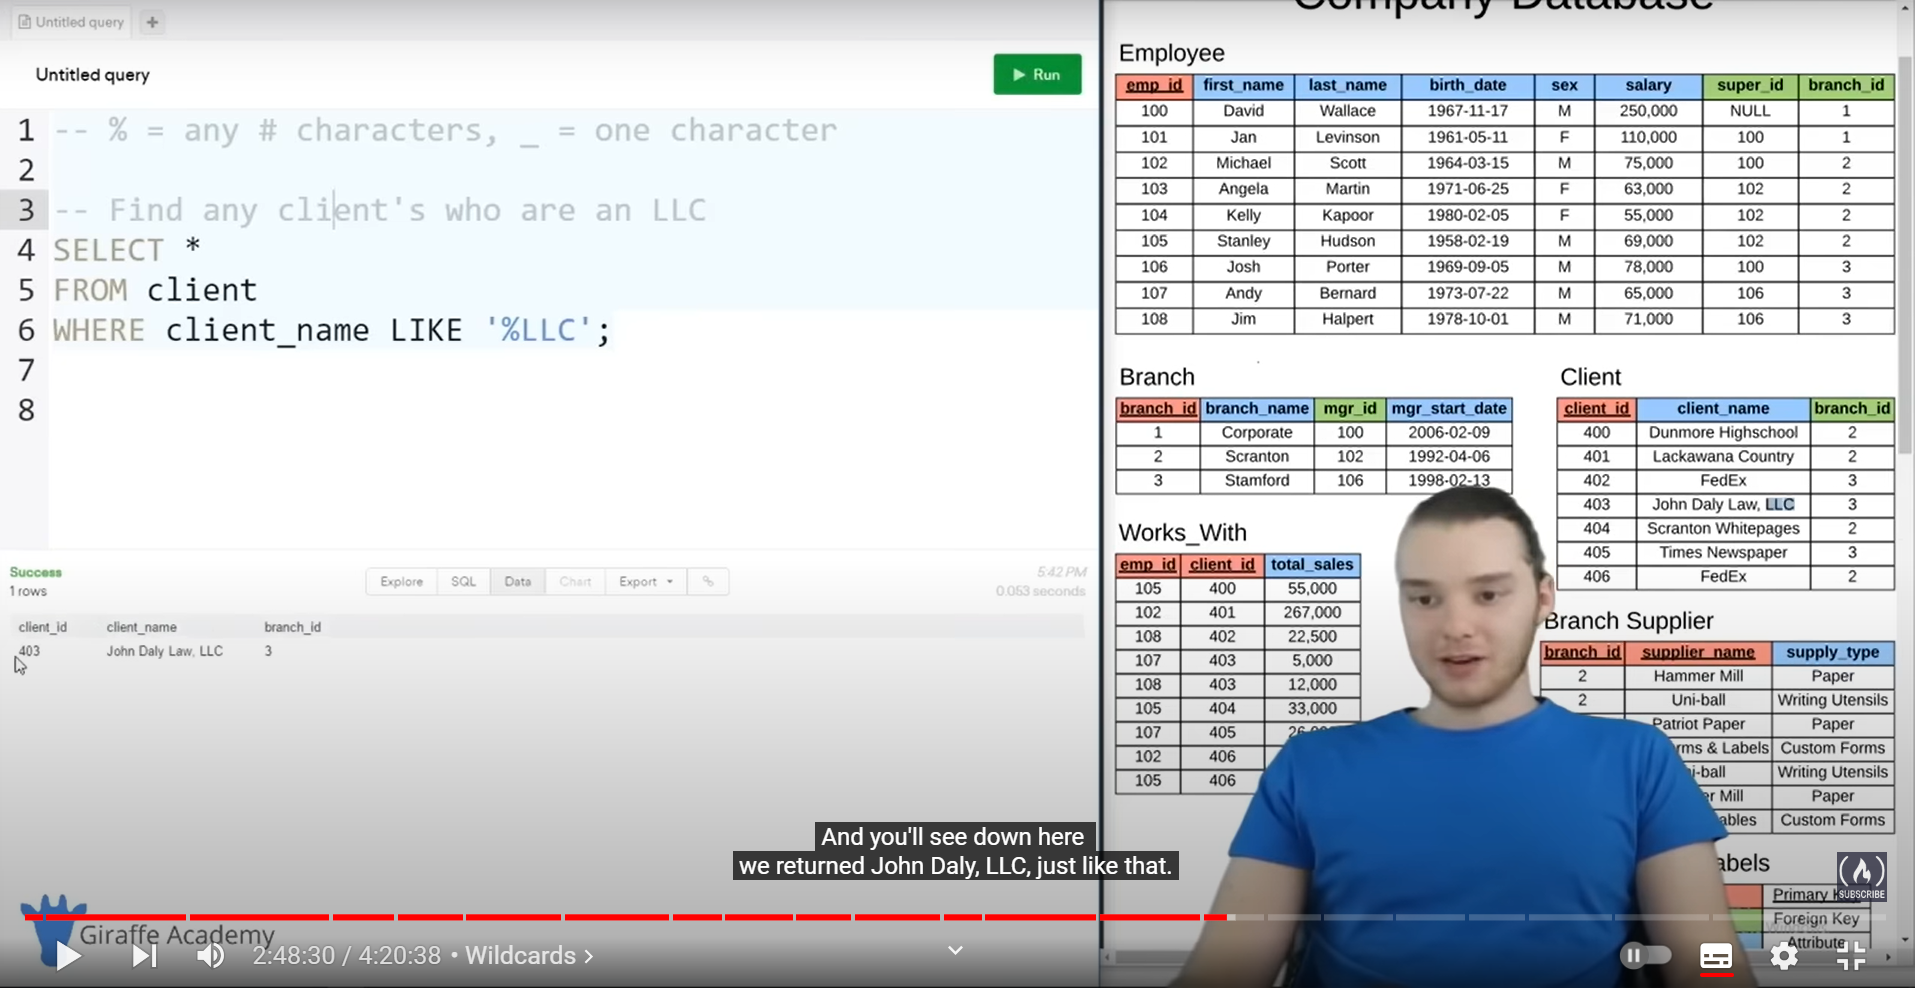 Untitled query +
Untitled query
Run
1 -- % = any # characters, _ = one character
2
3 -- Find any client's who are an LLC
4 SELECT *
5 FROM client
6 WHERE client_name LIKE '%LLC';
7
8
Success
1 rows
Explore SQL Data Chart Export
5:42 PM
0.053 seconds
client_id client_name branch_id
403 John Daly Law, LLC 3
Company Database
Employee
emp_id first_name last_name birth_date sex salary super_id branch_id
100 David Wallace 1967-11-17 M 250,000 NULL 1
101 Jan Levinson 1961-05-11 F 110,000 100 1
102 Michael Scott 1964-03-15 M 75,000 100 2
103 Angela Martin 1971-06-25 F 63,000 102 2
104 Kelly Kapoor 1980-02-05 F 55,000 102 2
105 Stanley Hudson 1958-02-19 M 69,000 102 2
106 Josh Porter 1969-09-05 M 78,000 100 3
107 Andy Bernard 1973-07-22 M 65,000 106 3
108 Jim Halpert 1978-10-01 M 71,000 106 3
Branch
branch_id branch_name mgr_id mgr_start_date
1 Corporate 100 2006-02-09
2 Scranton 102 1992-04-06
3 Stamford 106 1998-02-13
Client
client_id client_name branch_id
400 Dunmore Highschool 2
401 Lackawana Country 2
402 FedEx 3
403 John Daly Law, LLC 3
404 Scranton Whitepages 2
405 Times Newspaper 3
406 FedEx 2
Works_With
emp_id client_id total_sales
105 400 55,000
102 401 267,000
108 402 22,500
107 403 5,000
108 403 12,000
105 404 33,000
107 405
102 406
105 406
Branch Supplier
branch_id supplier_name supply_type
2 Hammer Mill Paper
2 Uni-ball Writing Utensils
Patriot Paper Paper
rms & Labels Custom Forms
i-ball Writing Utensils
er Mill Paper
ables Custom Forms
abels
Primary
Foreign Key
Attribute
SUBSCRIBE
And you'll see down here
we returned John Daly, LLC, just like that.
Giraffe Academy
2:48:30 / 4:20:38 • Wildcards >